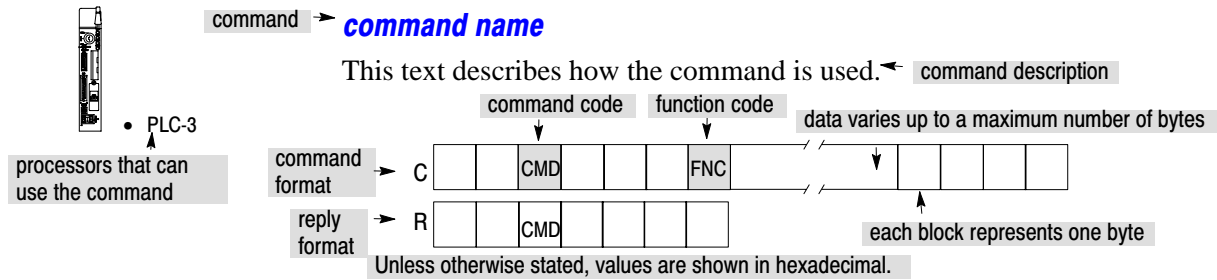 command
command name
This text describes how the command is used.
command description
command code
function code
data varies up to a maximum number of bytes
• PLC-3
processors that can
use the command
command
format
C
CMD
FNC
reply
format
R
CMD
each block represents one byte
Unless otherwise stated, values are shown in hexadecimal.